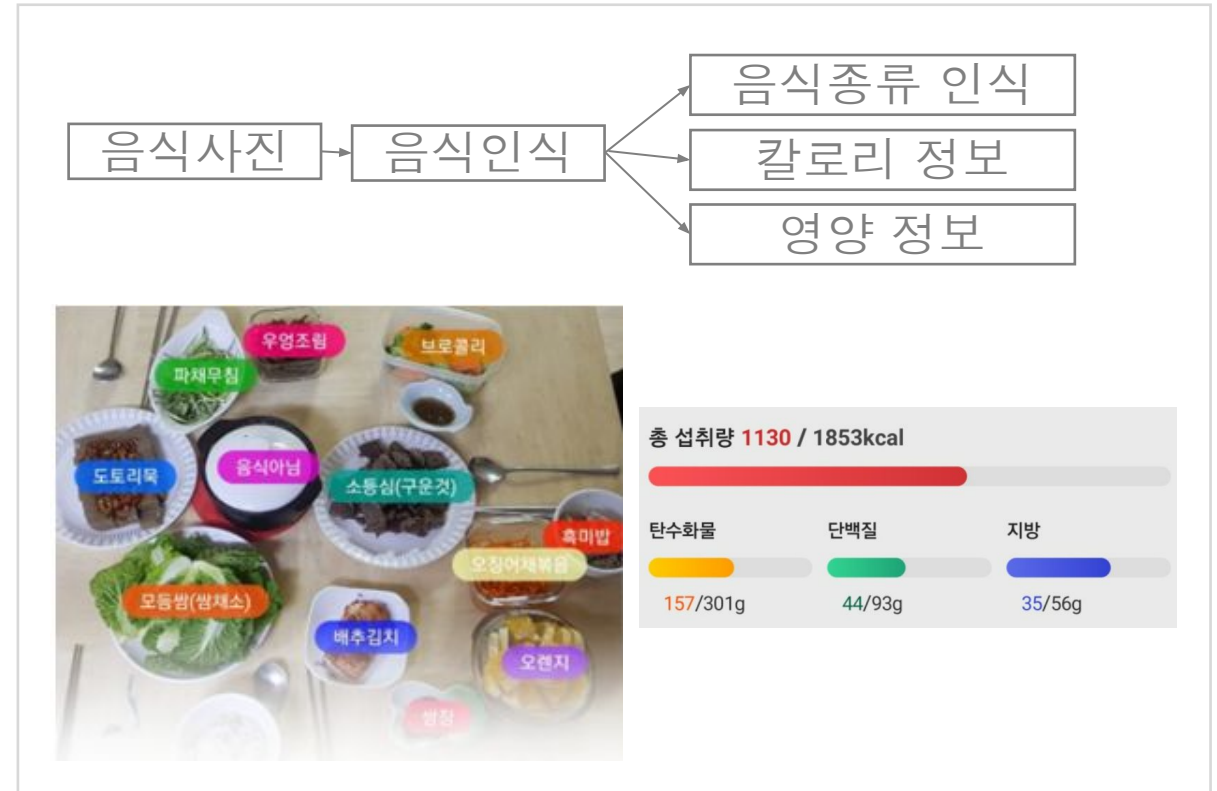 음식사진
음식인식
음식종류 인식
칼로리 정보
영양 정보
우엉조림
브로콜리
파채무침
도토리묵
음식아님
소등심(구운것)
흑미밥
오징어채볶음
모듬쌈(쌈채소)
배추김치
오렌지
쌈장
총 섭취량 1130 / 1853kcal
탄수화물 단백질 지방
157/301g 44/93g 35/56g